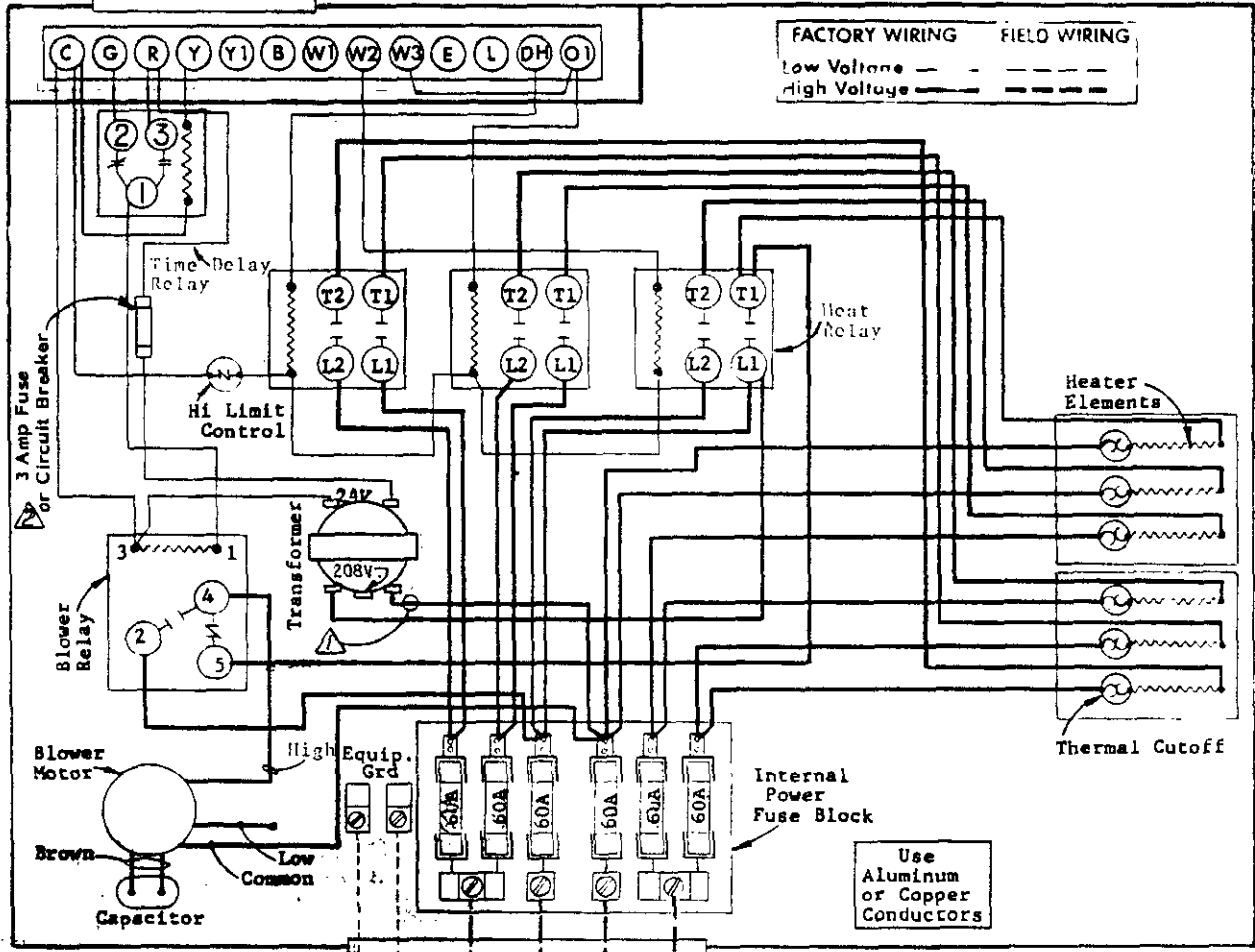 FACTORY WIRING FIELD WIRING
Low Voltage
High Voltage
C G R Y Y1 B W1 W2 W3 E L DH O1
2 3
1
Time Delay
Relay
3 Amp Fuse
or Circuit Breaker
2
T2 T1
L2 L1
T2 T1
L2 L1
T2 T1
L2 L1
Heat
Relay
Hi Limit
Control
Heater
Elements
24V
Transformer
208V
1
3 1
4
2
5
Blower
Relay
Thermal Cutoff
Blower
Motor
High
Equip.
Grd
60A 60A 60A 60A 60A 60A
Internal
Power
Fuse Block
Brown
Low
Common
Capacitor
Use
Aluminum
or Copper
Conductors